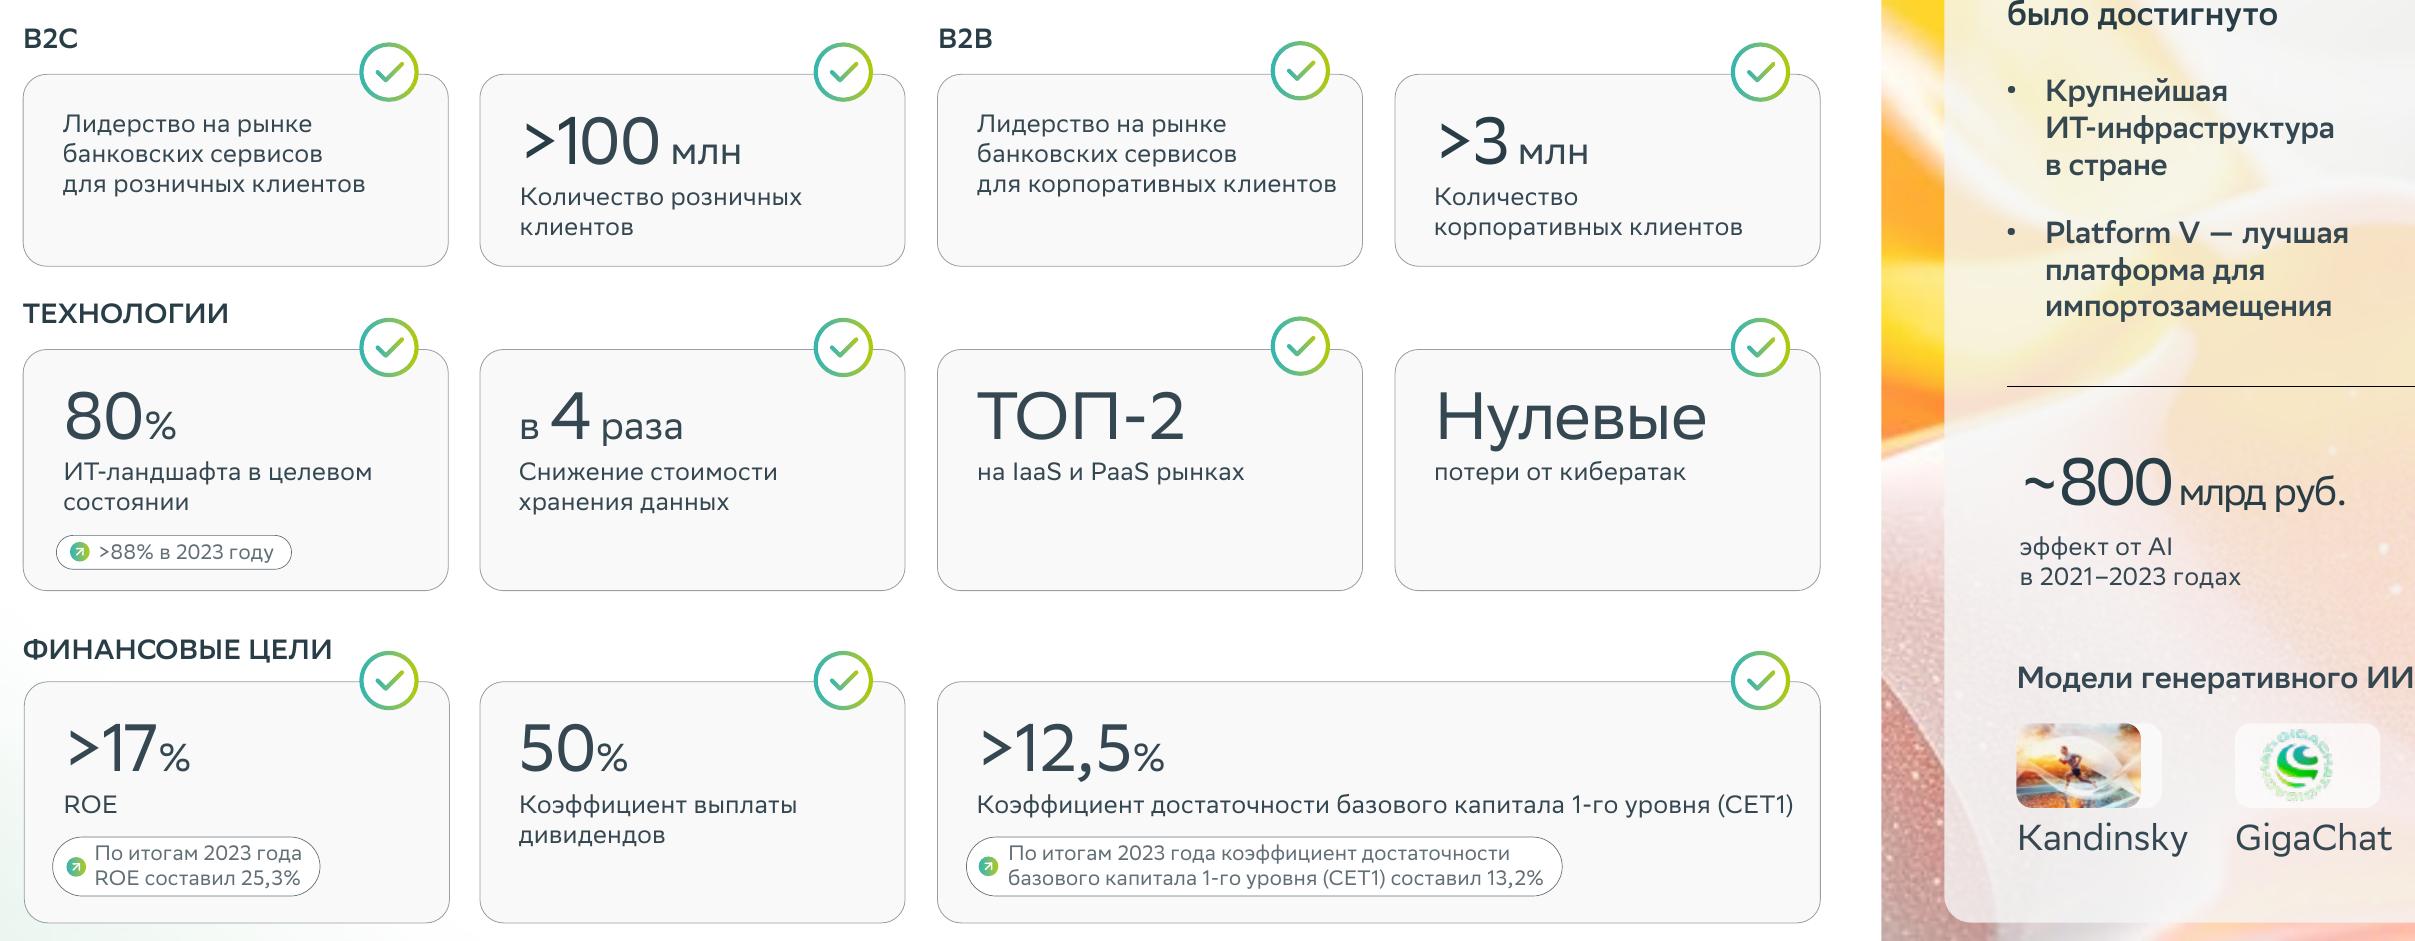 B2C
Лидерство на рынке
банковских сервисов
для розничных клиентов
>100 млн
Количество розничных
клиентов
B2B
Лидерство на рынке
банковских сервисов
для корпоративных клиентов
>3 млн
Количество
корпоративных клиентов
ТЕХНОЛОГИИ
80%
ИТ-ландшафта в целевом
состоянии
>88% в 2023 году
в 4 раза
Снижение стоимости
хранения данных
ТОП-2
на IaaS и PaaS рынках
Нулевые
потери от кибератак
ФИНАНСОВЫЕ ЦЕЛИ
>17%
ROE
По итогам 2023 года
ROE составил 25,3%
50%
Коэффициент выплаты
дивидендов
>12,5%
Коэффициент достаточности базового капитала 1-го уровня (CET1)
По итогам 2023 года коэффициент достаточности
базового капитала 1-го уровня (CET1) составил 13,2%
было достигнуто
• Крупнейшая
ИТ-инфраструктура
в стране
• Platform V — лучшая
платформа для
импортозамещения
~800 млрд руб.
эффект от AI
в 2021–2023 годах
Модели генеративного ИИ
Kandinsky
GigaChat